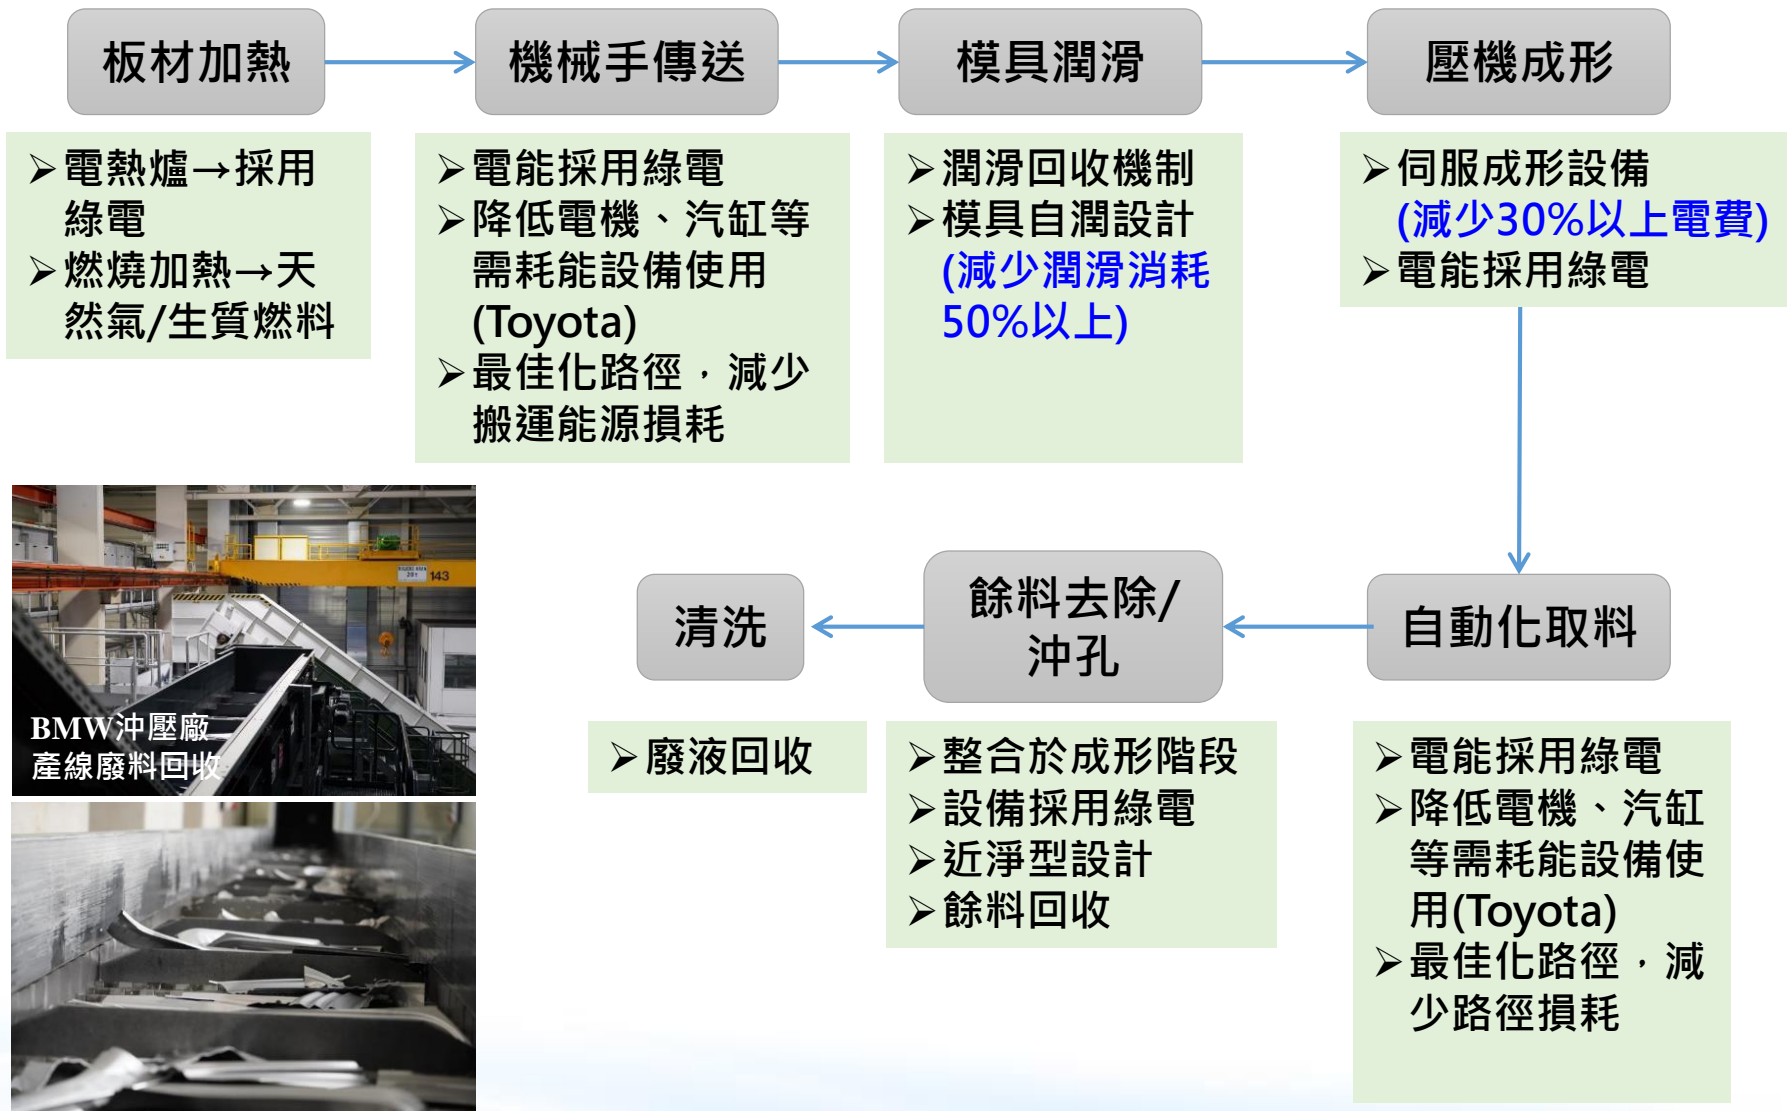 板材加熱
機械手傳送
模具潤滑
壓機成形
➢電熱爐→採用
綠電
➢燃燒加熱→天
然氣/生質燃料
➢電能採用綠電
➢降低電機、汽缸等
需耗能設備使用
(Toyota)
➢最佳化路徑，減少
搬運能源損耗
➢潤滑回收機制
➢模具自潤設計
(減少潤滑消耗
50%以上)
➢伺服成形設備
(減少30%以上電費)
➢電能採用綠電
自動化取料
餘料去除/
沖孔
清洗
➢電能採用綠電
➢降低電機、汽缸
等需耗能設備使
用(Toyota)
➢最佳化路徑，減
少路徑損耗
➢整合於成形階段
➢設備採用綠電
➢近淨型設計
➢餘料回收
➢廢液回收
143
BMW沖壓廠
產線廢料回收